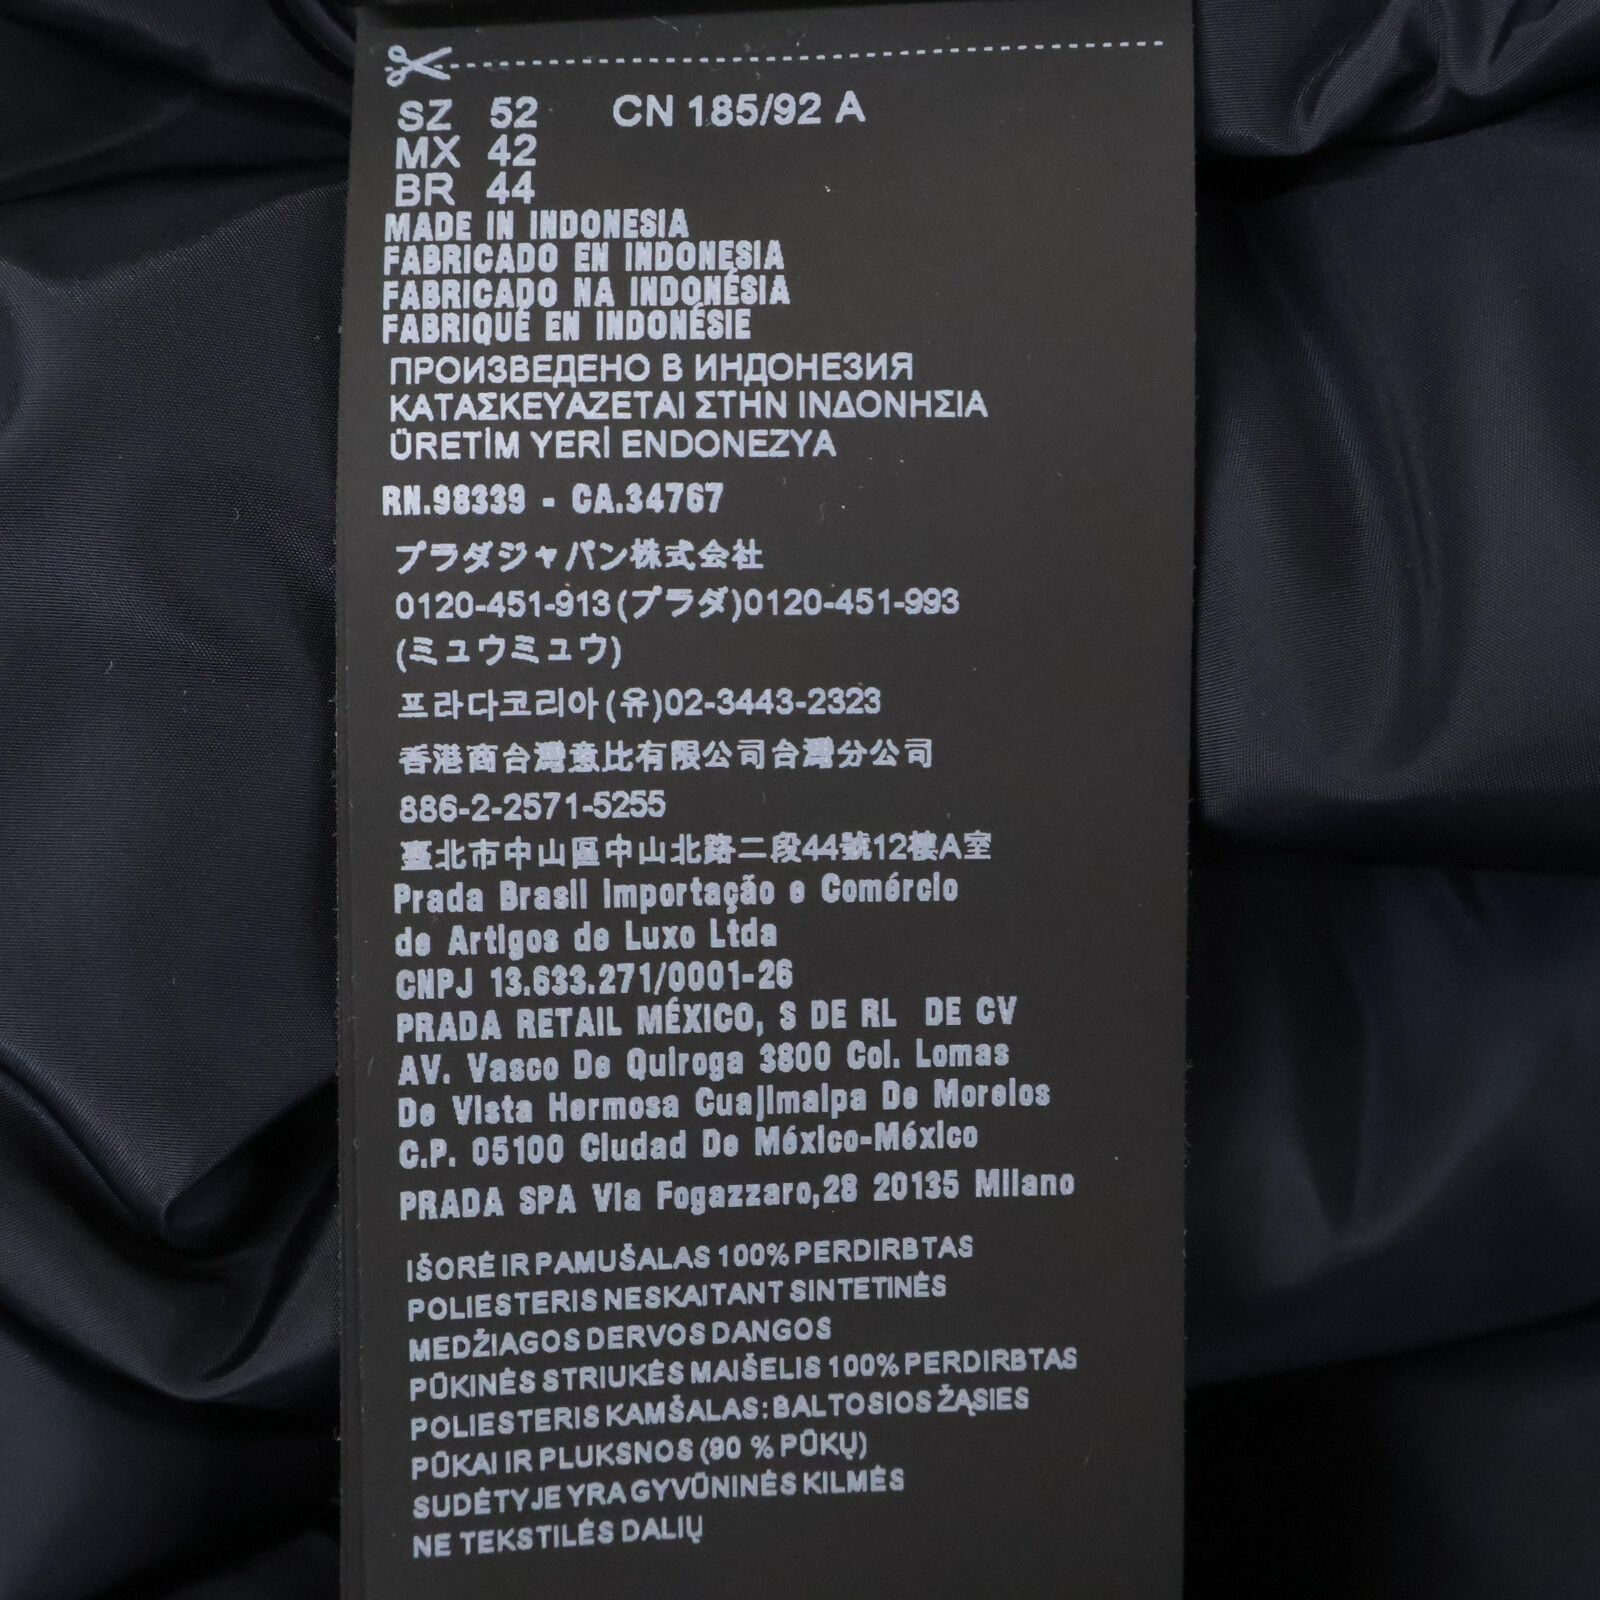 SZ 52 CN 185/92 A
MX 42
BR 44
MADE IN INDONESIA
FABRICADO EN INDONESIA
FABRICADO NA INDONÉSIA
FABRIQUÉ EN INDONÉSIE
ПРОИЗВЕДЕНО В ИНДОНЕЗИЯ
ΚΑΤΑΣΚΕΥΑΖΕΤΑΙ ΣΤΗΝ ΙΝΔΟΝΗΣΙΑ
ÜRETİM YERİ ENDONEZYA
RN.98339 - CA.34767
プラダジャパン株式会社
0120-451-913(プラダ)0120-451-993
(ミュウミュウ)
프라다코리아(유)02-3443-2323
香港商台灣意比有限公司台灣分公司
886-2-2571-5255
臺北市中山區中山北路二段44號12樓A室
Prada Brasil Importação e Comércio
de Artigos de Luxo Ltda
CNPJ 13.633.271/0001-26
PRADA RETAIL MÉXICO, S DE RL DE CV
AV. Vasco De Quiroga 3800 Col. Lomas
De Vista Hermosa Cuajimalpa De Morelos
C.P. 05100 Ciudad De México-México
PRADA SPA Via Fogazzaro,28 20135 Milano
IŠORĖ IR PAMUŠALAS 100% PERDIRBTAS
POLIESTERIS NESKAITANT SINTETINĖS
MEDŽIAGOS DERVOS DANGOS
PŪKINĖS STRIUKĖS MAIŠELIS 100% PERDIRBTAS
POLIESTERIS KAMŠALAS: BALTOSIOS ŽĄSIES
PŪKAI IR PLUKSNOS (90 % PŪKŲ)
SUDĖTYJE YRA GYVŪNINĖS KILMĖS
NE TEKSTILĖS DALIŲ